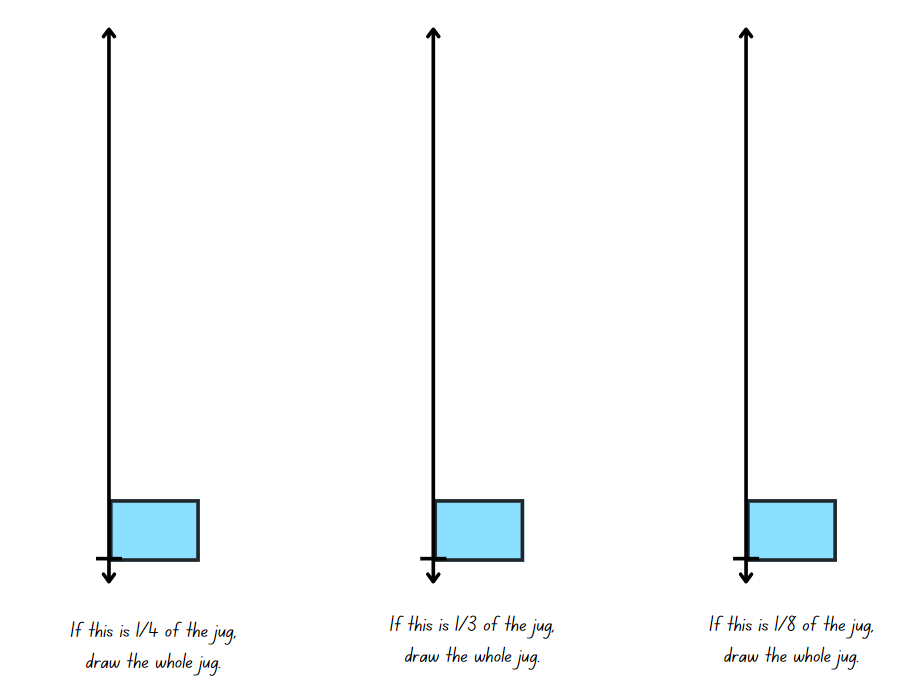 If this is 1/4 of the jug,
draw the whole jug.
If this is 1/3 of the jug,
draw the whole jug.
If this is 1/8 of the jug,
draw the whole jug.